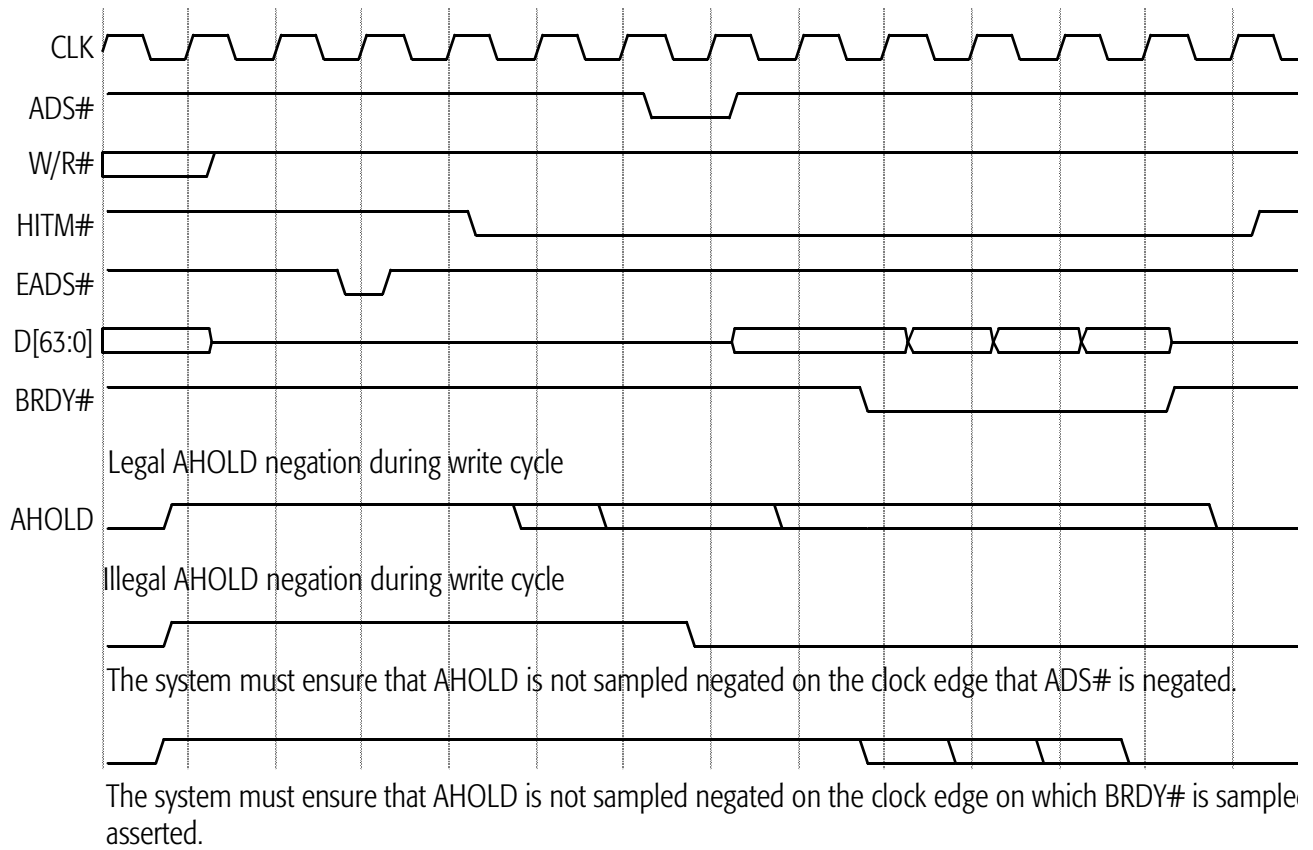 CLK
ADS#
W/R#
HITM#
EADS#
D[63:0]
BRDY#
Legal AHOLD negation during write cycle
AHOLD
Illegal AHOLD negation during write cycle
The system must ensure that AHOLD is not sampled negated on the clock edge that ADS# is negated.
The system must ensure that AHOLD is not sampled negated on the clock edge on which BRDY# is sample
asserted.